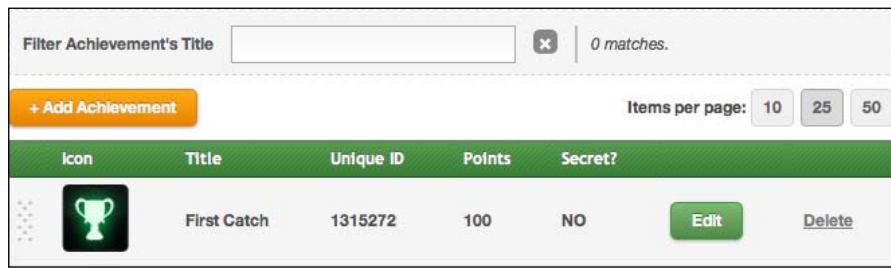 Filter Achievement's Title 0 matches.
+ Add Achievement Items per page: 10 25 50
Icon Title Unique ID Points Secret?
First Catch 1315272 100 NO Edit Delete